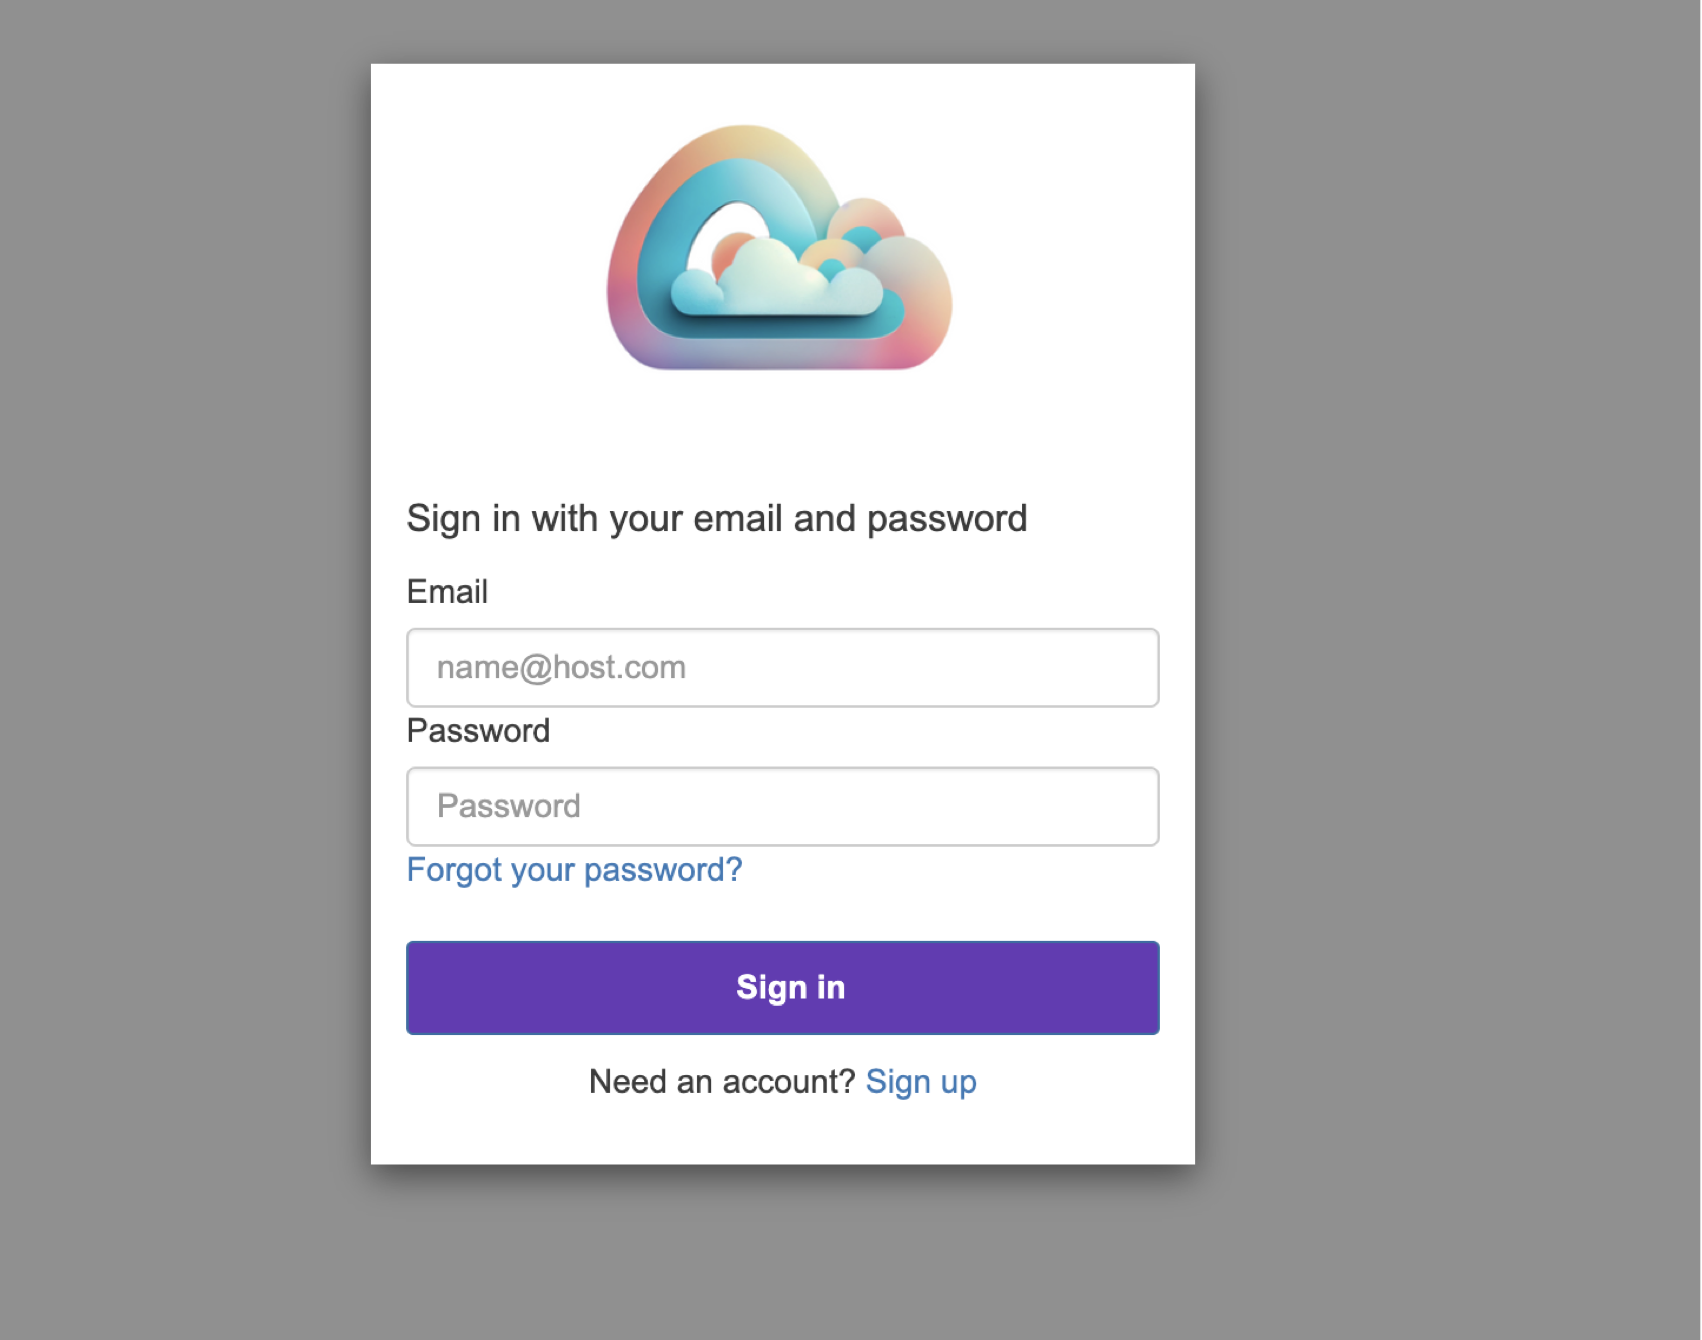 Sign in with your email and password
Email
name@host.com
Password
Password
Forgot your password?
Sign in
Need an account? Sign up